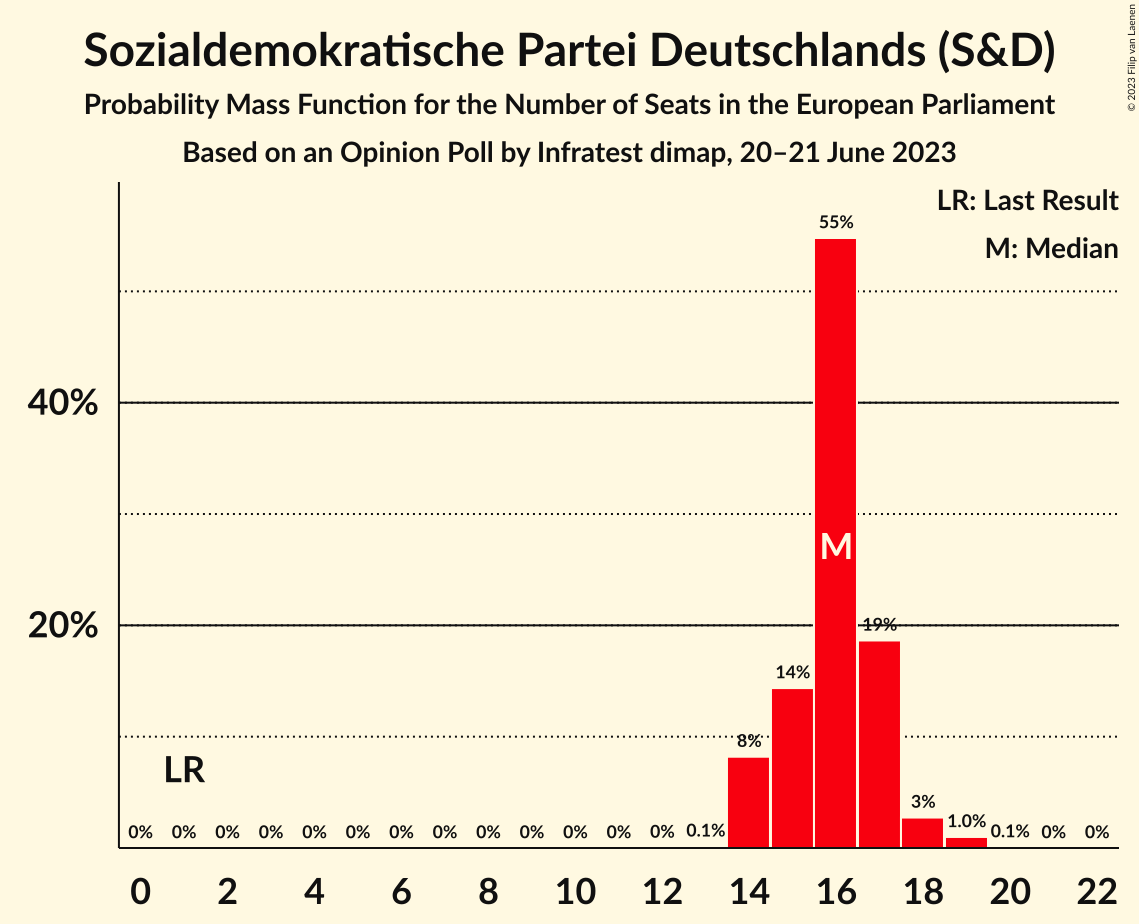 Sozialdemokratische Partei Deutschlands (S&D)
Probability Mass Function for the Number of Seats in the European Parliament
Based on an Opinion Poll by Infratest dimap, 20–21 June 2023
© 2023 Filip van Laenen
LR: Last Result
M: Median
55%
40%
M
20%
19%
14%
8%
LR
3%
0% 0% 0% 0% 0% 0% 0% 0% 0% 0% 0% 0% 0% 0.1% 1.0% 0.1% 0% 0%
0 2 4 6 8 10 12 14 16 18 20 22